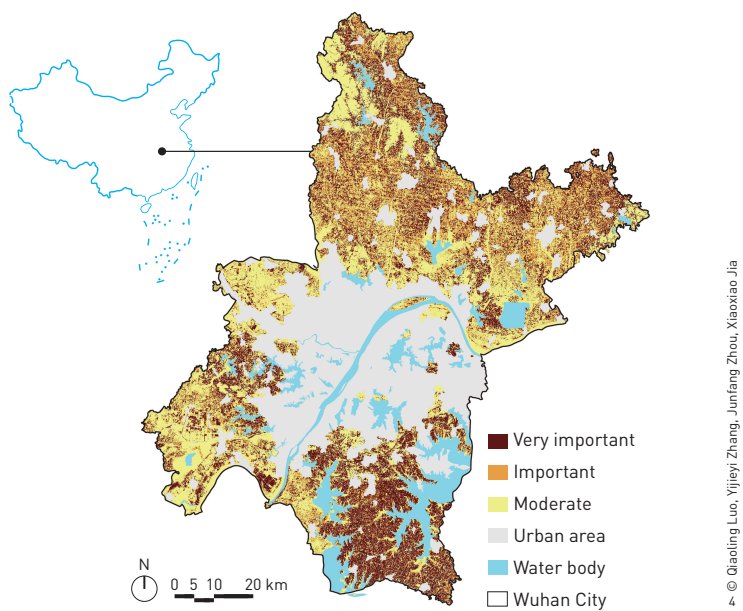 Very important
Important
Moderate
Urban area
Water body
Wuhan City
N
0 5 10 20 km
© Qiaoling Luo, Yijieyi Zhang, Junfang Zhou, Xiaoxiao Jia
4